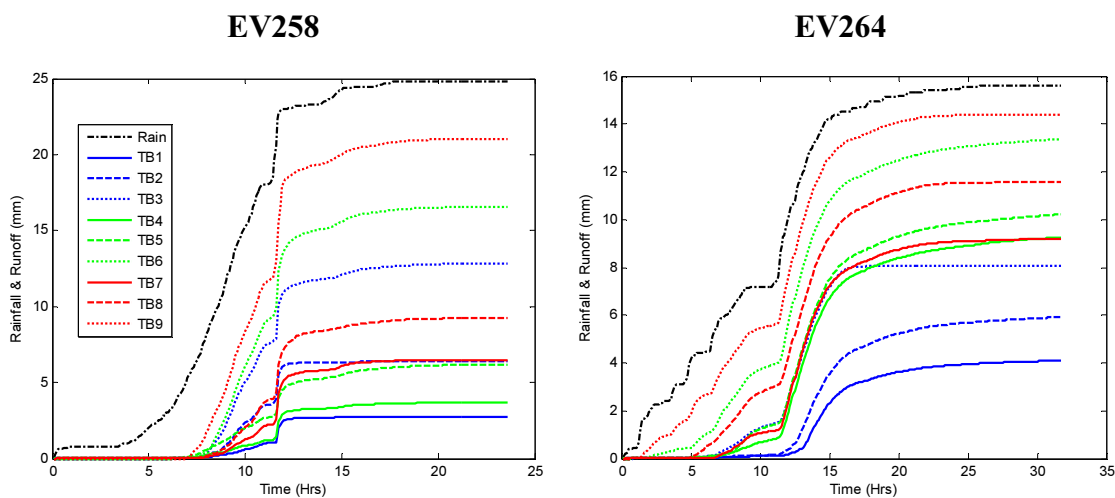 EV258
EV264
25
20
15
10
5
0
Rainfall & Runoff (mm)
Rain
TB1
TB2
TB3
TB4
TB5
TB6
TB7
TB8
TB9
0 5 10 15 20 25
Time (Hrs)
16
14
12
10
8
6
4
2
0
Rainfall & Runoff (mm)
0 5 10 15 20 25 30 35
Time (Hrs)